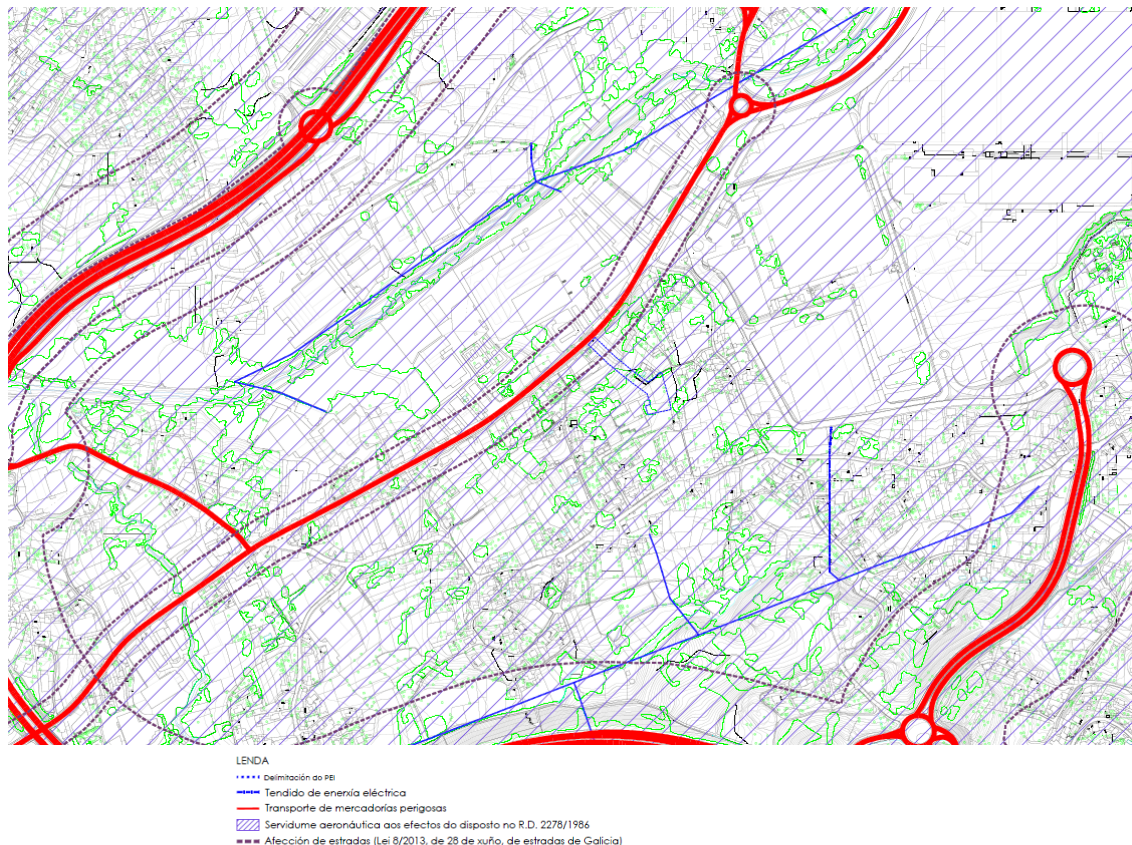 LENDA
Delimitación do PEI
Tendido de enerxía eléctrica
Transporte de mercadorías perigosas
Servidume aeronáutica aos efectos do disposto no R.D. 2278/1986
Afección de estradas (Lei 8/2013, de 28 de xuño, de estradas de Galicia)